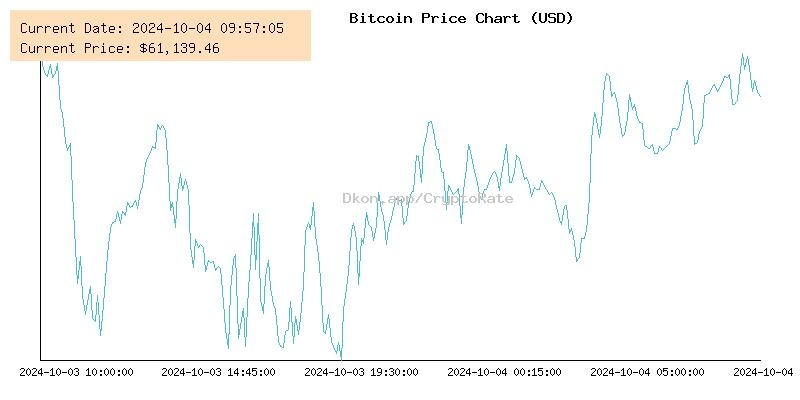 Bitcoin Price Chart (USD)
Current Date: 2024-10-04 09:57:05
Current Price: $61,139.46
Dkon.app/CryptoRate
2024-10-03 10:00:00 2024-10-03 14:45:00 2024-10-03 19:30:00 2024-10-04 00:15:00 2024-10-04 05:00:00 2024-10-04